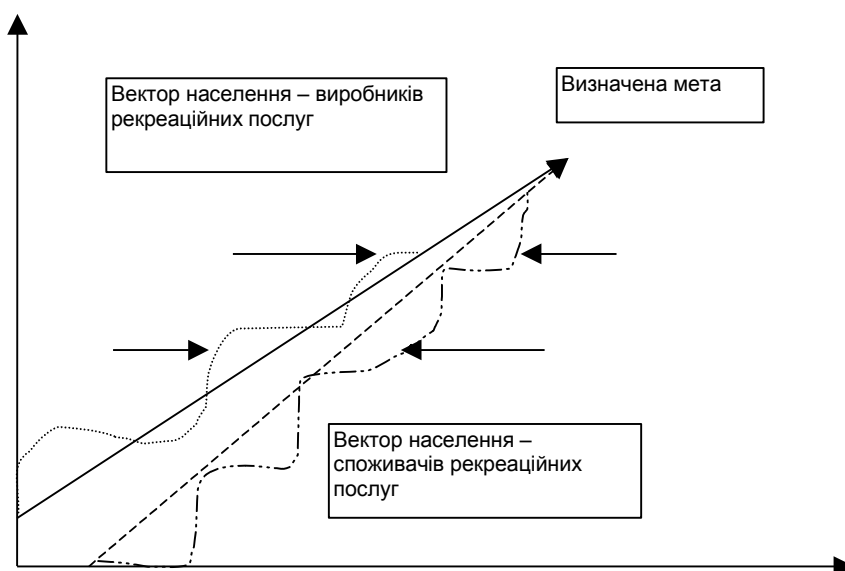 Вектор населення – виробників
рекреаційних послуг
Визначена мета
Вектор населення –
споживачів рекреаційних
послуг